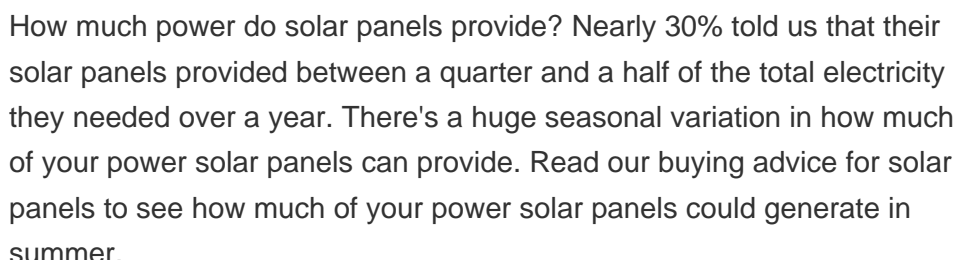 How much power do solar panels provide? Nearly 30% told us that their
solar panels provided between a quarter and a half of the total electricity
they needed over a year. There's a huge seasonal variation in how much
of your power solar panels can provide. Read our buying advice for solar
panels to see how much of your power solar panels could generate in
summer.